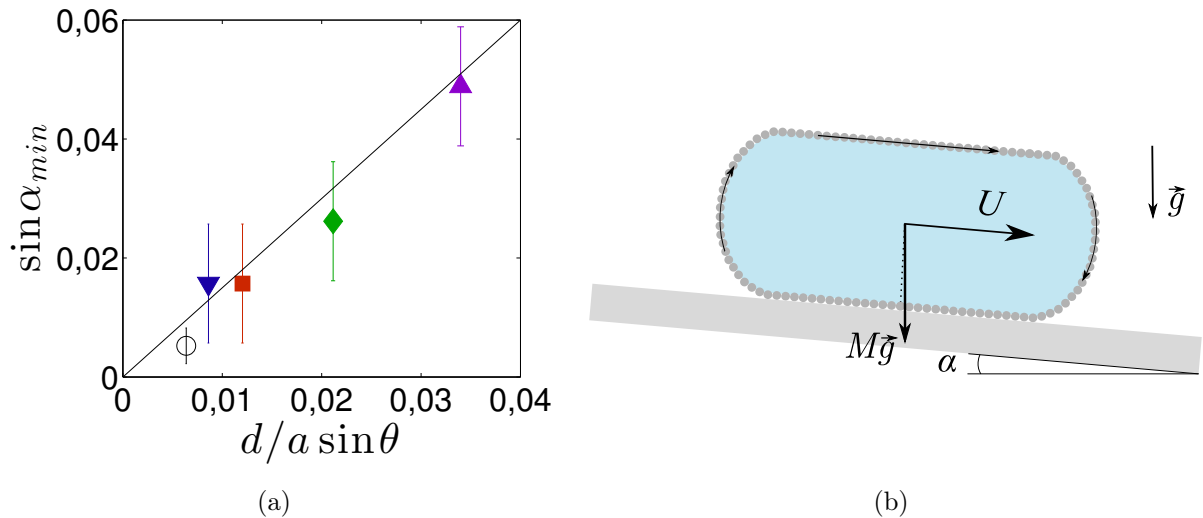 0,06
0,04
0,02
0
0 0,01 0,02 0,03 0,04
sin α_min
d/a sin θ
(a)
U
g⃗
Mg⃗
α
(b)